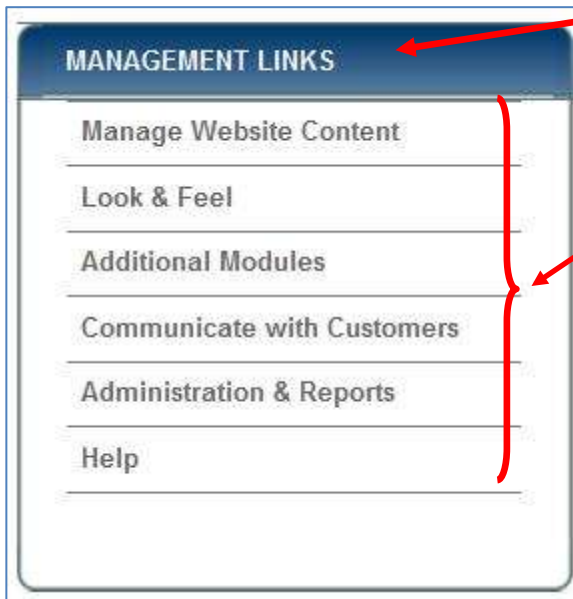 MANAGEMENT LINKS
Manage Website Content
Look & Feel
Additional Modules
Communicate with Customers
Administration & Reports
Help